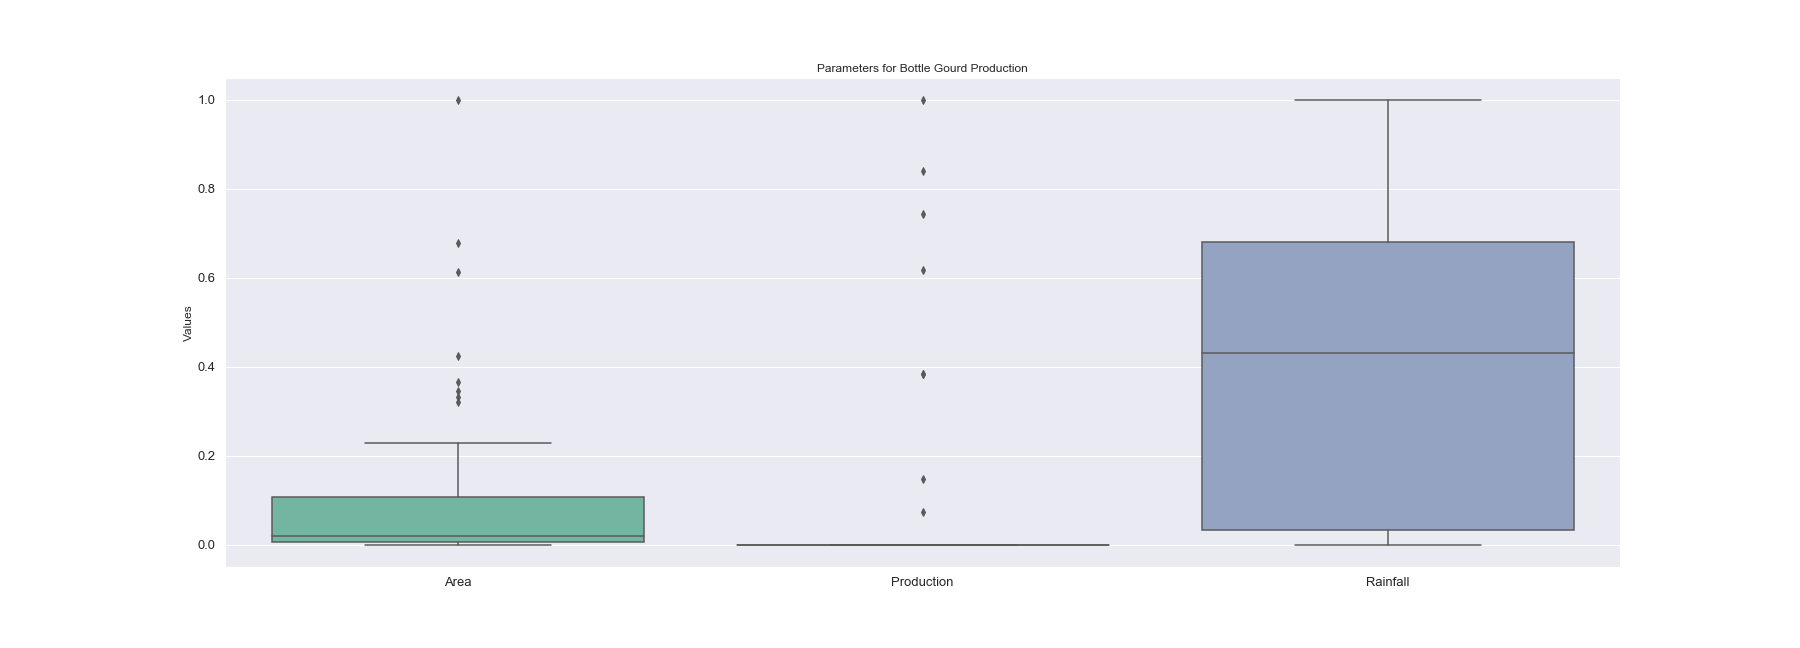 Parameters for Bottle Gourd Production
1.0
0.8
0.6
0.4
0.2
0.0
Values
Area
Production
Rainfall